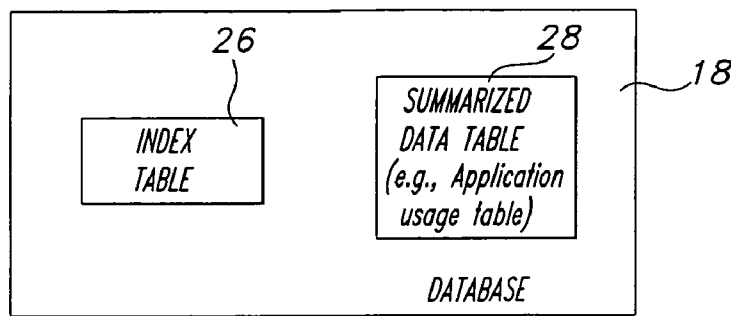 26
28
18
INDEX
TABLE
SUMMARIZED
DATA TABLE
(e.g., Application
usage table)
DATABASE